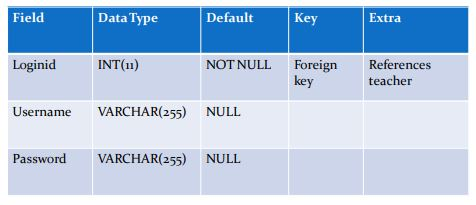 Field Data Type Default Key Extra
Loginid INT(11) NOT NULL Foreign References
key teacher
Username VARCHAR(255) NULL
Password VARCHAR(255) NULL